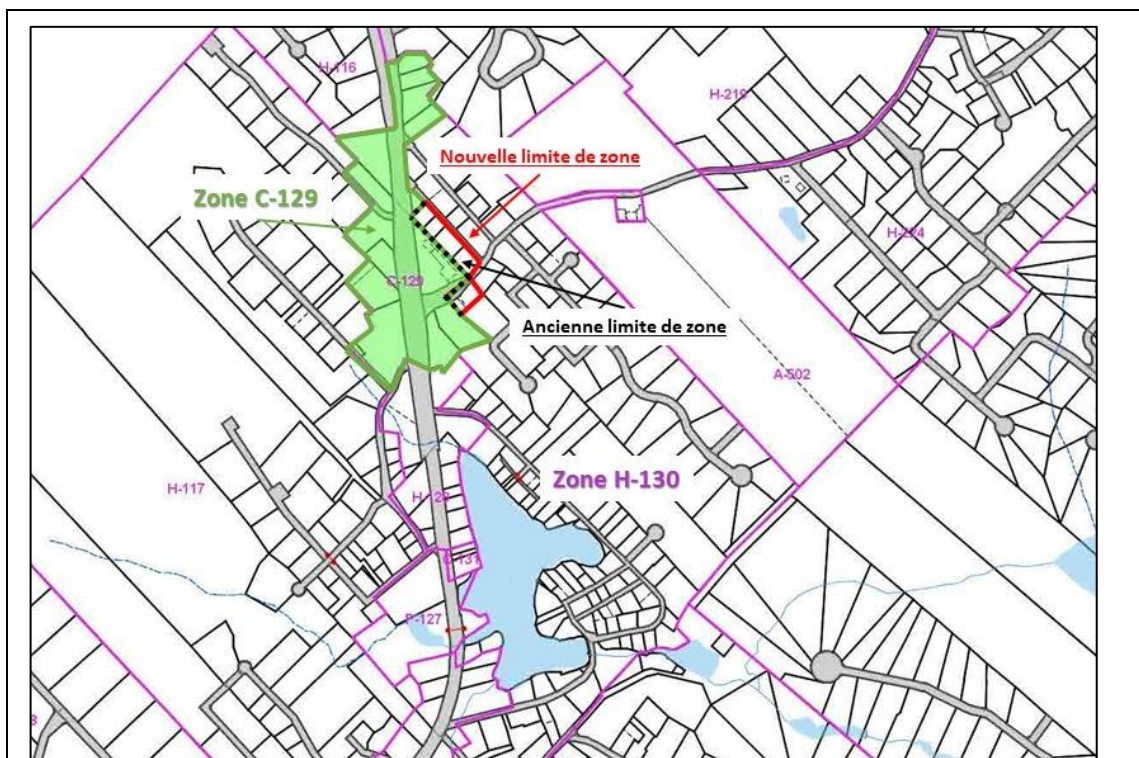 H-116
H-219
Nouvelle limite de zone
Zone C-129
H-224
C-129
Ancienne limite de zone
A-502
Zone H-130
H-117
P-127